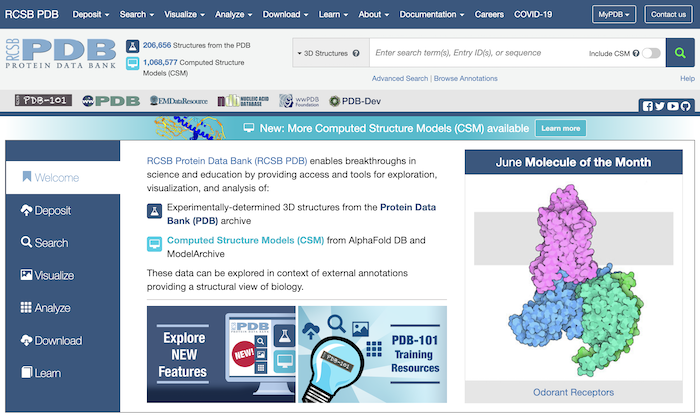 RCSB PDB Deposit Search Visualize Analyze Download Learn About Documentation Careers COVID-19 MyPDB Contact us
RCSB
PDB
PROTEIN DATA BANK
206,656 Structures from the PDB
1,068,577 Computed Structure
Models (CSM)
3D Structures
Enter search term(s), Entry ID(s), or sequence
Include CSM
Advanced Search | Browse Annotations
Help
PDB-101
PDB
EMDataResource
NUCLEIC ACID
DATABASE
wwPDB
Foundation
PDB-Dev
New: More Computed Structure Models (CSM) available Learn more
Welcome
Deposit
Search
Visualize
Analyze
Download
Learn
RCSB Protein Data Bank (RCSB PDB) enables breakthroughs in
science and education by providing access and tools for exploration,
visualization, and analysis of:
Experimentally-determined 3D structures from the Protein Data
Bank (PDB) archive
Computed Structure Models (CSM) from AlphaFold DB and
ModelArchive
These data can be explored in context of external annotations
providing a structural view of biology.
Explore
NEW
Features
PDB
NEW!
PDB-101
PDB-101
Training
Resources
June Molecule of the Month
Odorant Receptors